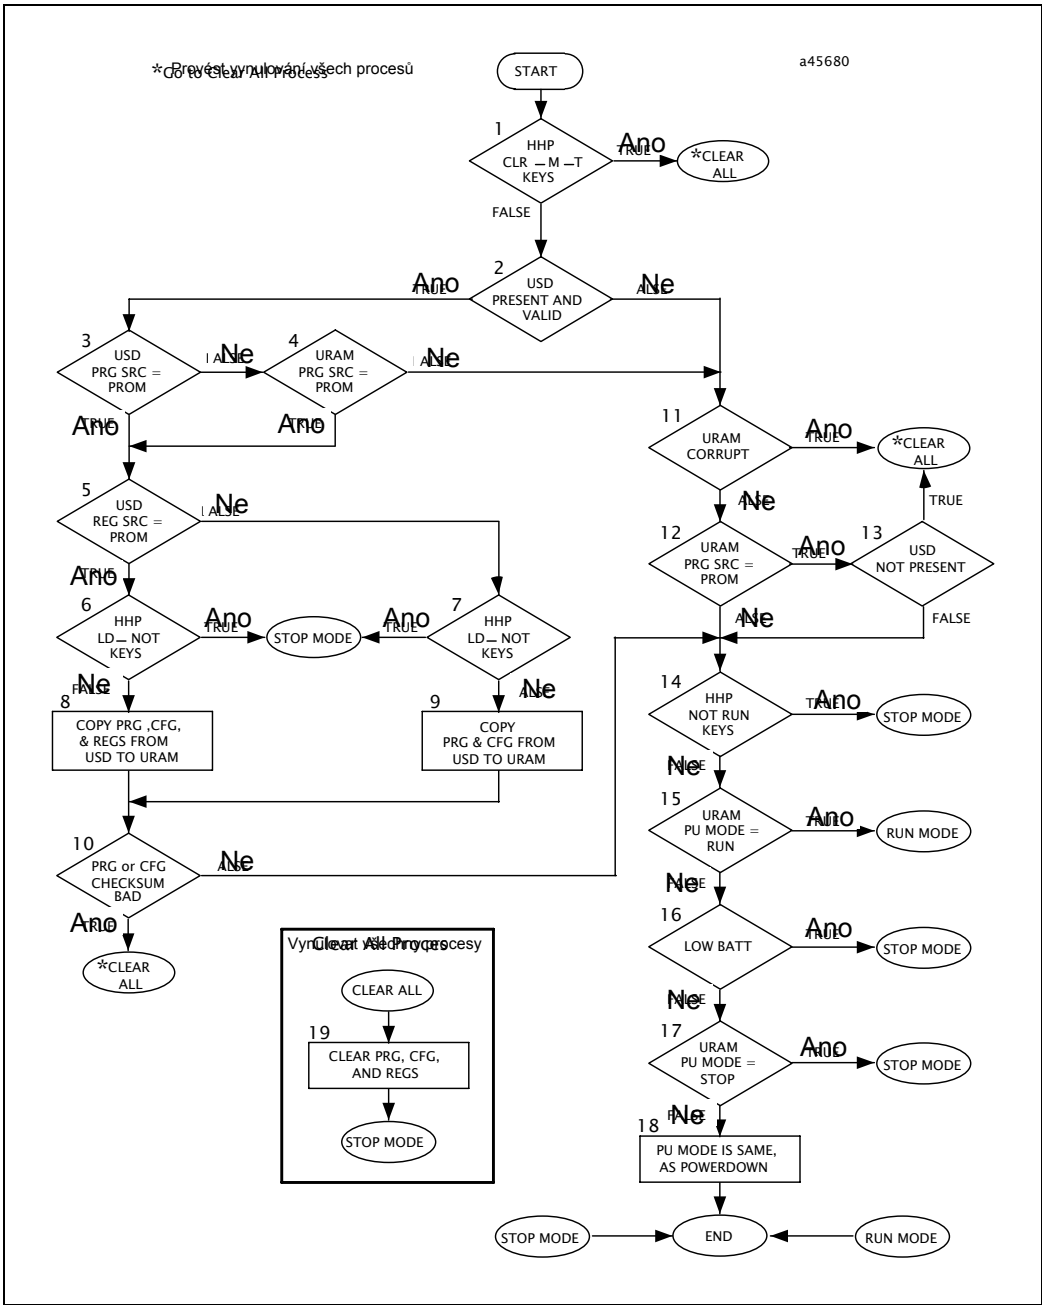 *Go to Clear All Process
Provést vynulování všech procesů
a45680
START
1
HHP
CLR – M – T
KEYS
Ano
TRUE
*CLEAR
ALL
FALSE
2
USD
PRESENT AND
VALID
Ano
TRUE
Ne
ALSE
3
USD
PRG SRC =
PROM
Ne
ALSE
4
URAM
PRG SRC =
PROM
Ne
ALSE
Ano
TRUE
Ano
TRUE
11
URAM
CORRUPT
Ano
TRUE
*CLEAR
ALL
5
USD
REG SRC =
PROM
Ne
ALSE
Ne
ALSE
TRUE
12
URAM
PRG SRC =
PROM
Ano
TRUE
13
USD
NOT PRESENT
Ano
TRUE
6
HHP
LD – NOT
KEYS
Ano
TRUE
STOP MODE
Ano
TRUE
7
HHP
LD – NOT
KEYS
Ne
ALSE
FALSE
Ne
FALSE
Ne
ALSE
8
COPY PRG ,CFG,
& REGS FROM
USD TO URAM
9
COPY
PRG & CFG FROM
USD TO URAM
14
HHP
NOT RUN
KEYS
Ano
TRUE
STOP MODE
Ne
FALSE
15
URAM
PU MODE =
RUN
Ano
TRUE
RUN MODE
10
PRG or CFG
CHECKSUM
BAD
Ne
ALSE
Ne
FALSE
Ano
TRUE
*CLEAR
ALL
16
LOW BATT
Ano
TRUE
STOP MODE
Ne
FALSE
Vynulovat všechny procesy
Clear All Proces
CLEAR ALL
19
CLEAR PRG, CFG,
AND REGS
STOP MODE
17
URAM
PU MODE =
STOP
Ano
TRUE
STOP MODE
Ne
FALSE
18
PU MODE IS SAME,
AS POWERDOWN
STOP MODE
END
RUN MODE